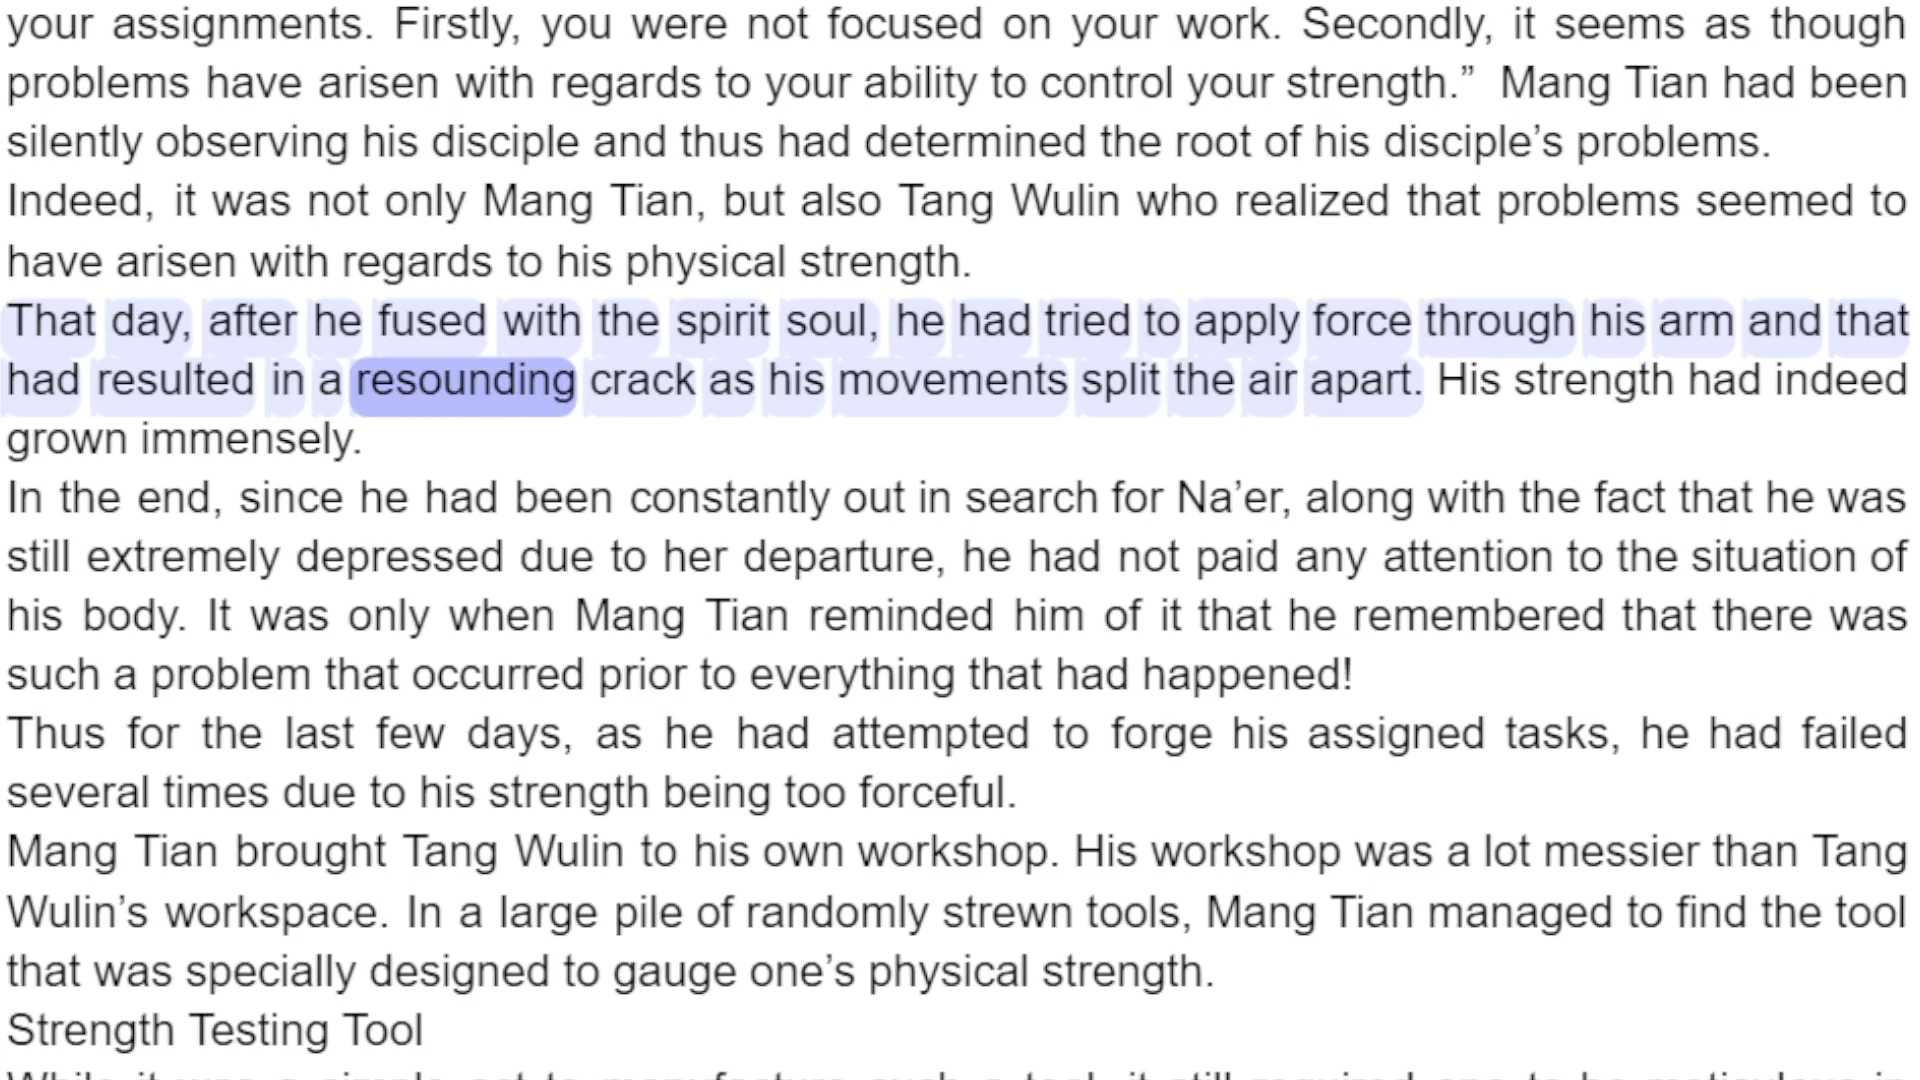 your assignments. Firstly, you were not focused on your work. Secondly, it seems as though
problems have arisen with regards to your ability to control your strength.”  Mang Tian had been
silently observing his disciple and thus had determined the root of his disciple’s problems.
Indeed, it was not only Mang Tian, but also Tang Wulin who realized that problems seemed to
have arisen with regards to his physical strength.
That day, after he fused with the spirit soul, he had tried to apply force through his arm and that
had resulted in a resounding crack as his movements split the air apart. His strength had indeed
grown immensely.
In the end, since he had been constantly out in search for Na’er, along with the fact that he was
still extremely depressed due to her departure, he had not paid any attention to the situation of
his body. It was only when Mang Tian reminded him of it that he remembered that there was
such a problem that occurred prior to everything that had happened!
Thus for the last few days, as he had attempted to forge his assigned tasks, he had failed
several times due to his strength being too forceful.
Mang Tian brought Tang Wulin to his own workshop. His workshop was a lot messier than Tang
Wulin’s workspace. In a large pile of randomly strewn tools, Mang Tian managed to find the tool
that was specially designed to gauge one’s physical strength.
Strength Testing Tool